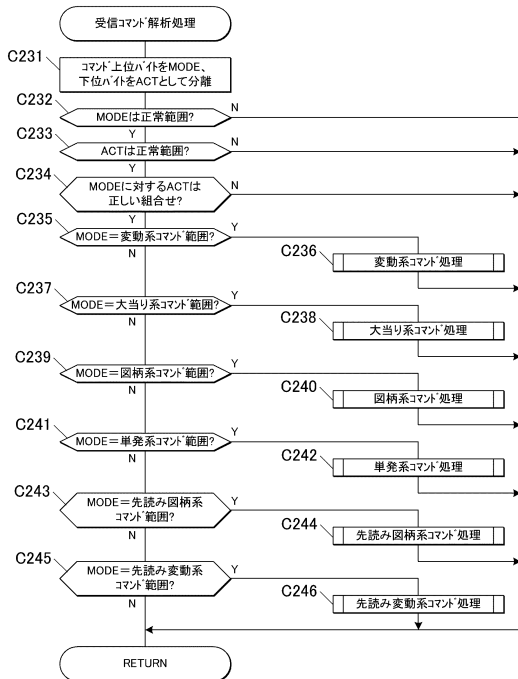 受信コマンド解析処理
C231
コマンド上位バイトをMODE、
下位バイトをACTとして分離
C232
MODEは正常範囲?
N
Y
C233
ACTは正常範囲?
N
Y
C234
MODEに対するACTは
正しい組合せ?
N
Y
C235
MODE=変動系コマンド範囲?
Y
N
C236
変動系コマンド処理
C237
MODE=大当り系コマンド範囲?
Y
N
C238
大当り系コマンド処理
C239
MODE=図柄系コマンド範囲?
Y
N
C240
図柄系コマンド処理
C241
MODE=単発系コマンド範囲?
Y
N
C242
単発系コマンド処理
C243
MODE=先読み図柄系
コマンド範囲?
Y
N
C244
先読み図柄系コマンド処理
C245
MODE=先読み変動系
コマンド範囲?
Y
N
C246
先読み変動系コマンド処理
RETURN